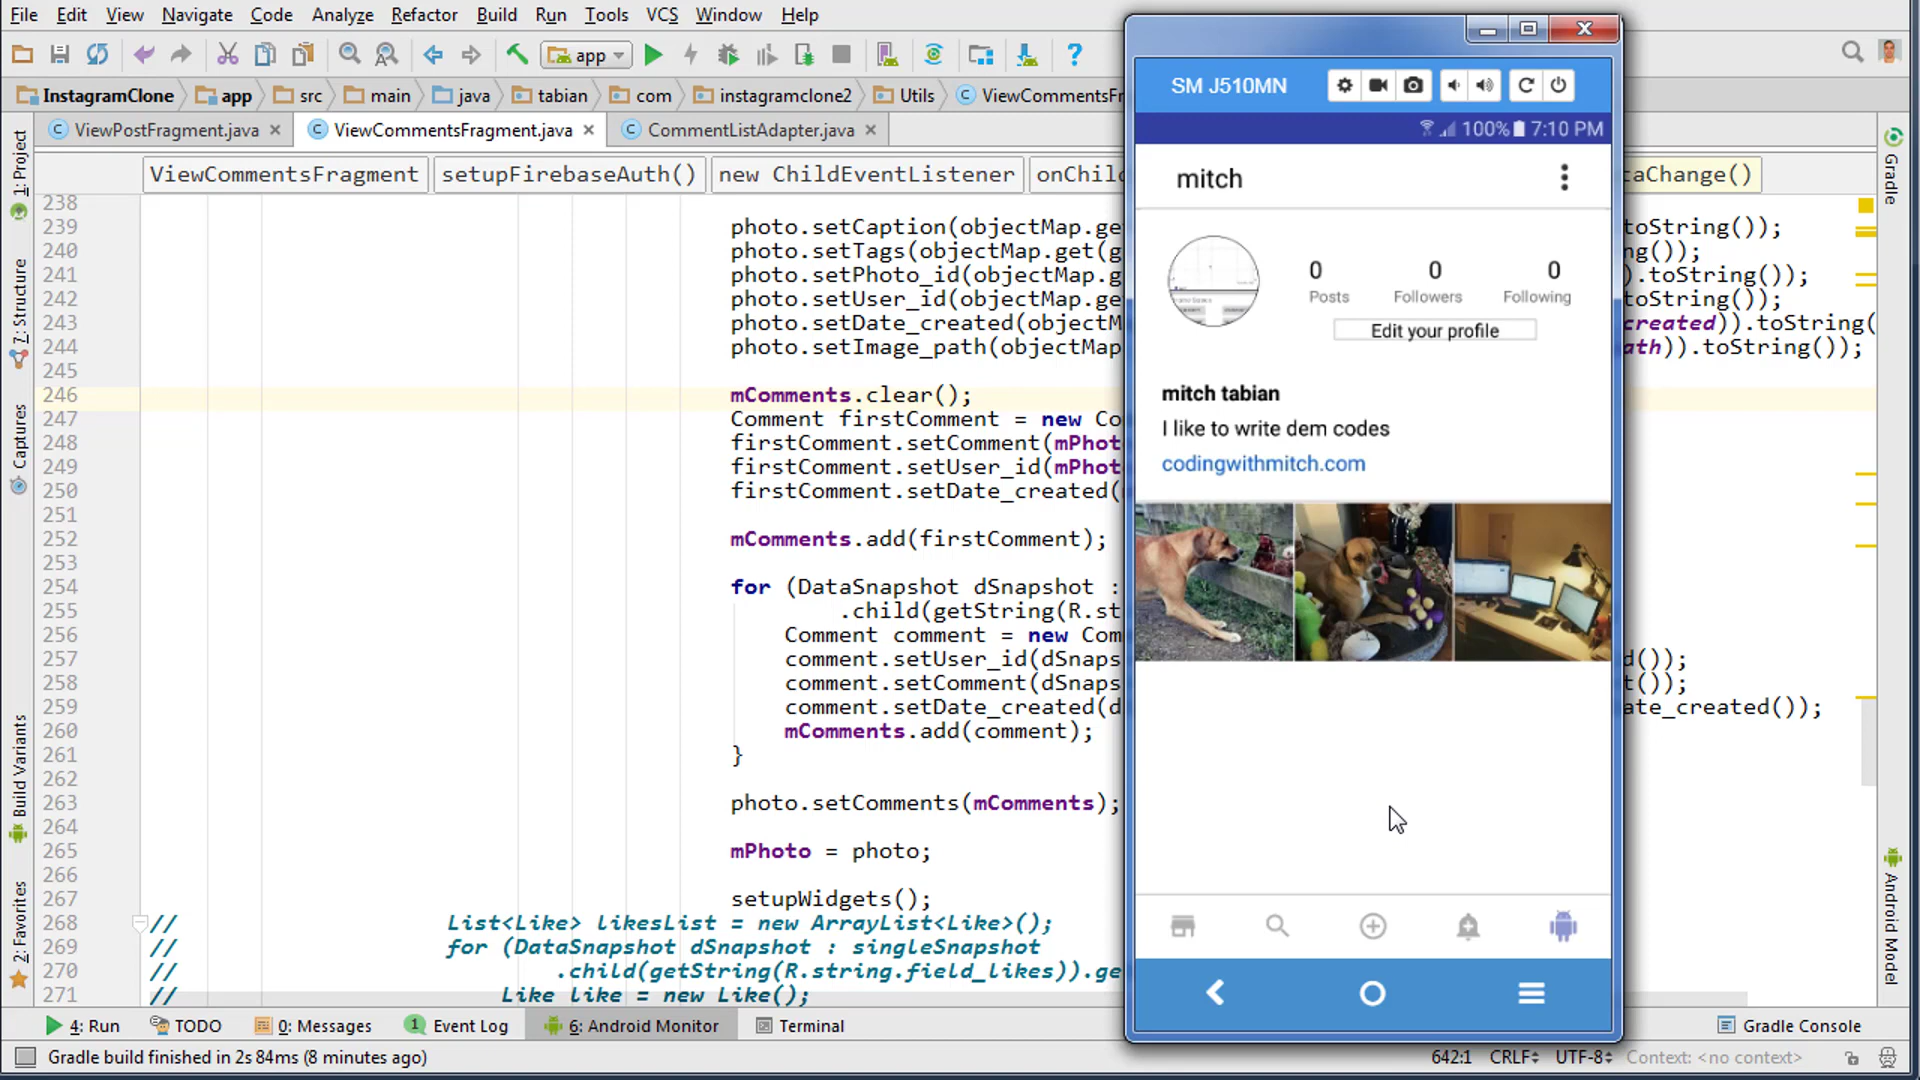 File Edit View Navigate Code Analyze Refactor Build Run Tools VCS Window Help
app
InstagramClone app src main java tabian com instagramclone2 Utils ViewCommentsFr
ViewPostFragment.java ViewCommentsFragment.java CommentListAdapter.java
ViewCommentsFragment setupFirebaseAuth() new ChildEventListener onChil taChange()
238
239 photo.setCaption(objectMap.ge toString());
240 photo.setTags(objectMap.get(g ());
241 photo.setPhoto_id(objectMap.g ).toString());
242 photo.setUser_id(objectMap.ge toString());
243 photo.setDate_created(objectM created)).toString(
244 photo.setImage_path(objectMap ath)).toString());
245
246 mComments.clear();
247 Comment firstComment = new Co
248 firstComment.setComment(mPhot
249 firstComment.setUser_id(mPhot
250 firstComment.setDate_created(
251
252 mComments.add(firstComment);
253
254 for (DataSnapshot dSnapshot :
255 .child(getString(R.st
256 Comment comment = new Com
257 comment.setUser_id(dSnaps d());
258 comment.setComment(dSnaps t());
259 comment.setDate_created(d ate_created());
260 mComments.add(comment);
261 }
262
263 photo.setComments(mComments);
264
265 mPhoto = photo;
266
267 setupWidgets();
268 // List<Like> likesList = new ArrayList<Like>();
269 // for (DataSnapshot dSnapshot : singleSnapshot
270 // .child(getString(R.string.field_likes)).ge
271 // Like like = new Like();
1: Project
7: Structure
Captures
Build Variants
2: Favorites
SM J510MN
100% 7:10 PM
mitch
0 0 0
Posts Followers Following
Edit your profile
mitch tabian
I like to write dem codes
codingwithmitch.com
Gradle
Android Model
4: Run TODO 0: Messages 1 Event Log 6: Android Monitor Terminal Gradle Console
Gradle build finished in 2s 84ms (8 minutes ago) 642:1 CRLF UTF-8 Context: <no context>